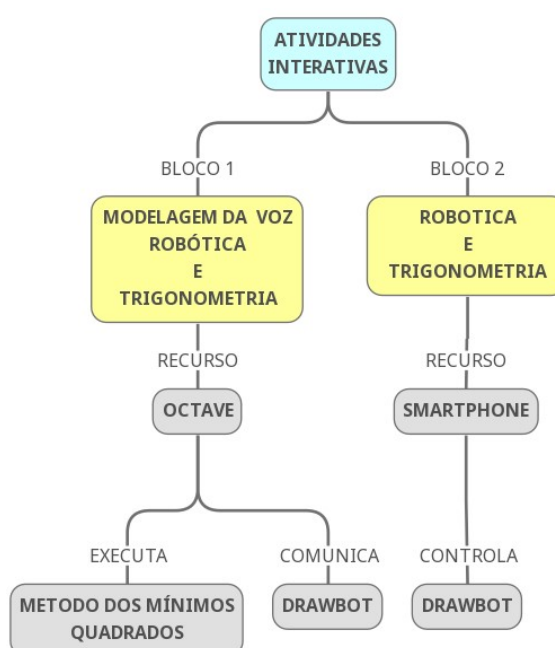 ATIVIDADES
INTERATIVAS
BLOCO 1
BLOCO 2
MODELAGEM DA VOZ
ROBÓTICA
E
TRIGONOMETRIA
ROBOTICA
E
TRIGONOMETRIA
RECURSO
RECURSO
OCTAVE
SMARTPHONE
EXECUTA
COMUNICA
CONTROLA
METODO DOS MÍNIMOS
QUADRADOS
DRAWBOT
DRAWBOT